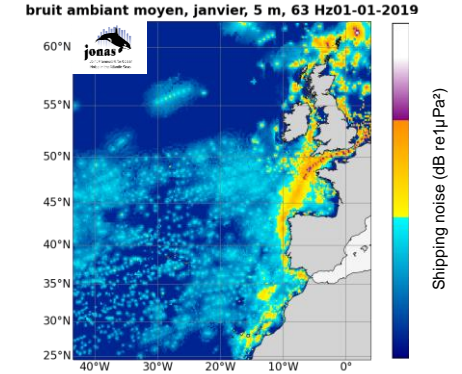 bruit ambiant moyen, janvier, 5 m, 63 Hz01-01-2019
jonas
60°N
55°N
50°N
45°N
40°N
35°N
30°N
25°N
40°W
30°W
20°W
10°W
0°
Shipping noise (dB re1µPa²)